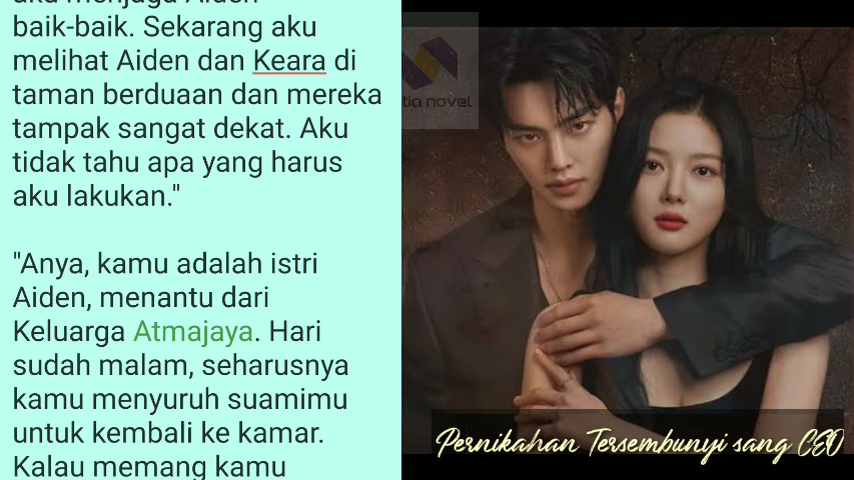 baik-baik. Sekarang aku
melihat Aiden dan Keara di
taman berduaan dan mereka
tampak sangat dekat. Aku
tidak tahu apa yang harus
aku lakukan."
"Anya, kamu adalah istri
Aiden, menantu dari
Keluarga Atmajaya. Hari
sudah malam, seharusnya
kamu menyuruh suamimu
untuk kembali ke kamar.
Kalau memang kamu
novel
Pernikahan Tersembunyi sang CEO